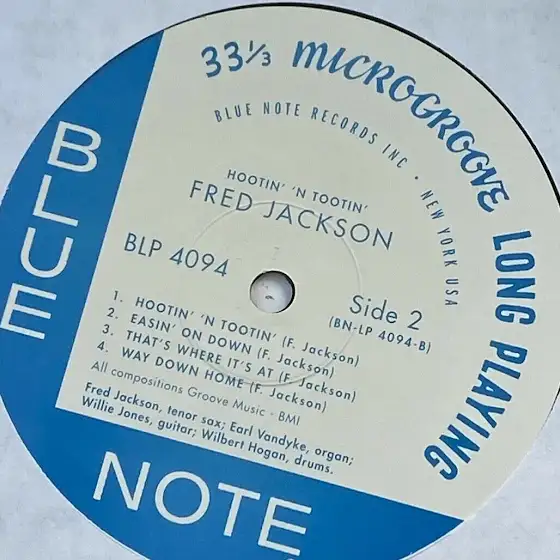 33⅓ MICROGROOVE LONG PLAYING
BLUE NOTE RECORDS INC · NEW YORK USA
HOOTIN' 'N TOOTIN'
FRED JACKSON
BLP 4094
Side 2
(BN-LP 4094-B)
1. HOOTIN' 'N TOOTIN' (F. Jackson)
2. EASIN' ON DOWN (F. Jackson)
3. THAT'S WHERE IT'S AT (F. Jackson)
4. WAY DOWN HOME (F. Jackson)
All compositions Groove Music - BMI
Fred Jackson, tenor sax; Earl Vandyke, organ;
Willie Jones, guitar; Wilbert Hogan, drums.
BLUE
NOTE